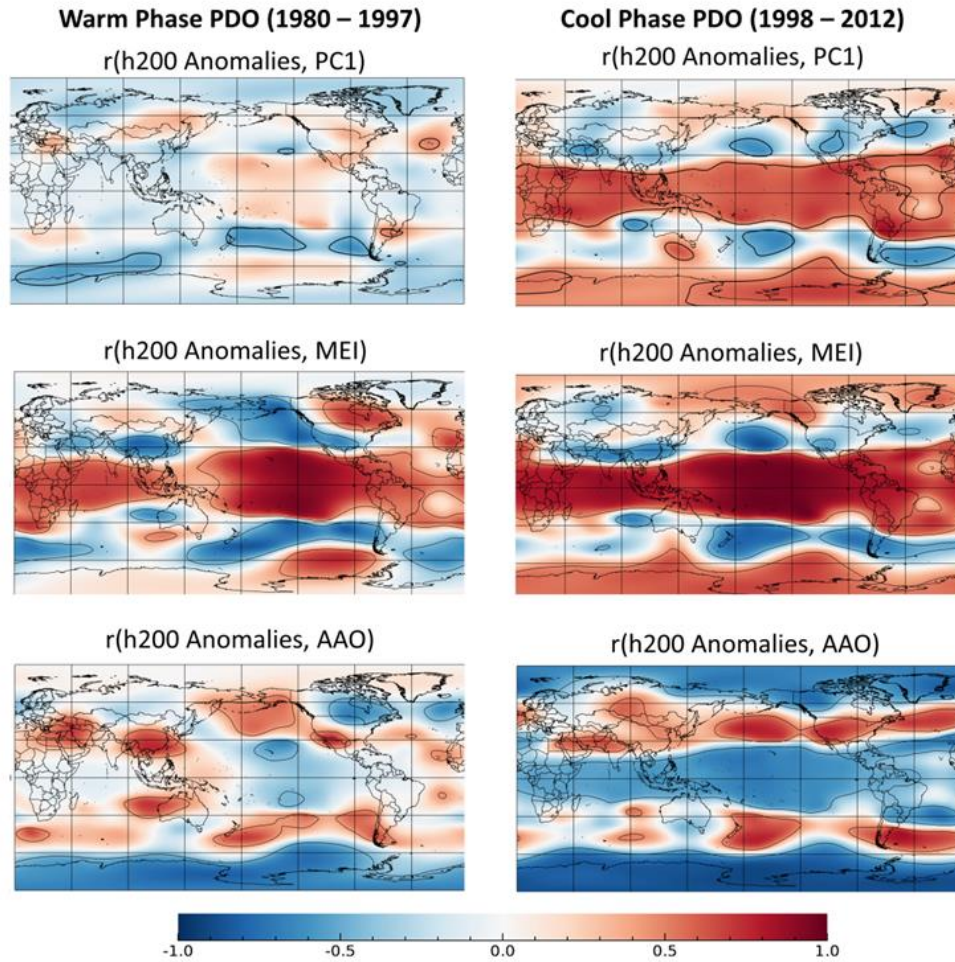 Warm Phase PDO (1980 – 1997)
Cool Phase PDO (1998 – 2012)
r(h200 Anomalies, PC1)
r(h200 Anomalies, PC1)
r(h200 Anomalies, MEI)
r(h200 Anomalies, MEI)
r(h200 Anomalies, AAO)
r(h200 Anomalies, AAO)
-1.0 -0.5 0.0 0.5 1.0